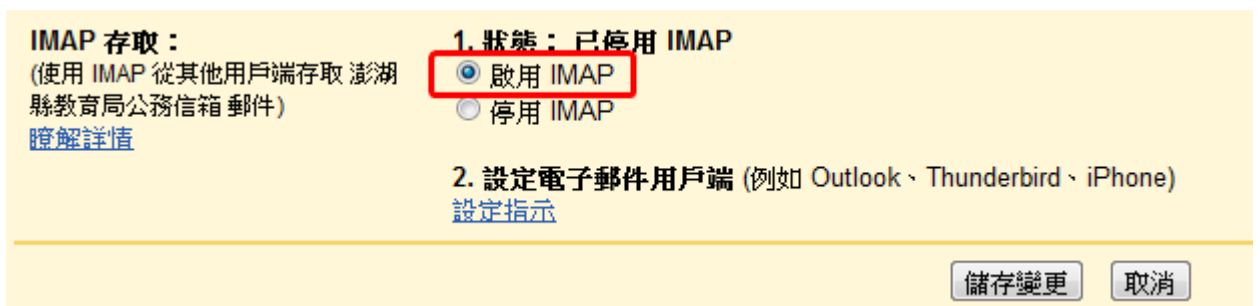 IMAP 存取：
(使用 IMAP 從其他用戶端存取 澎湖
縣教育局公務信箱 郵件)
瞭解詳情
1. 狀態： 已停用 IMAP
啟用 IMAP
停用 IMAP
2. 設定電子郵件用戶端 (例如 Outlook、Thunderbird、iPhone)
設定指示
儲存變更 取消